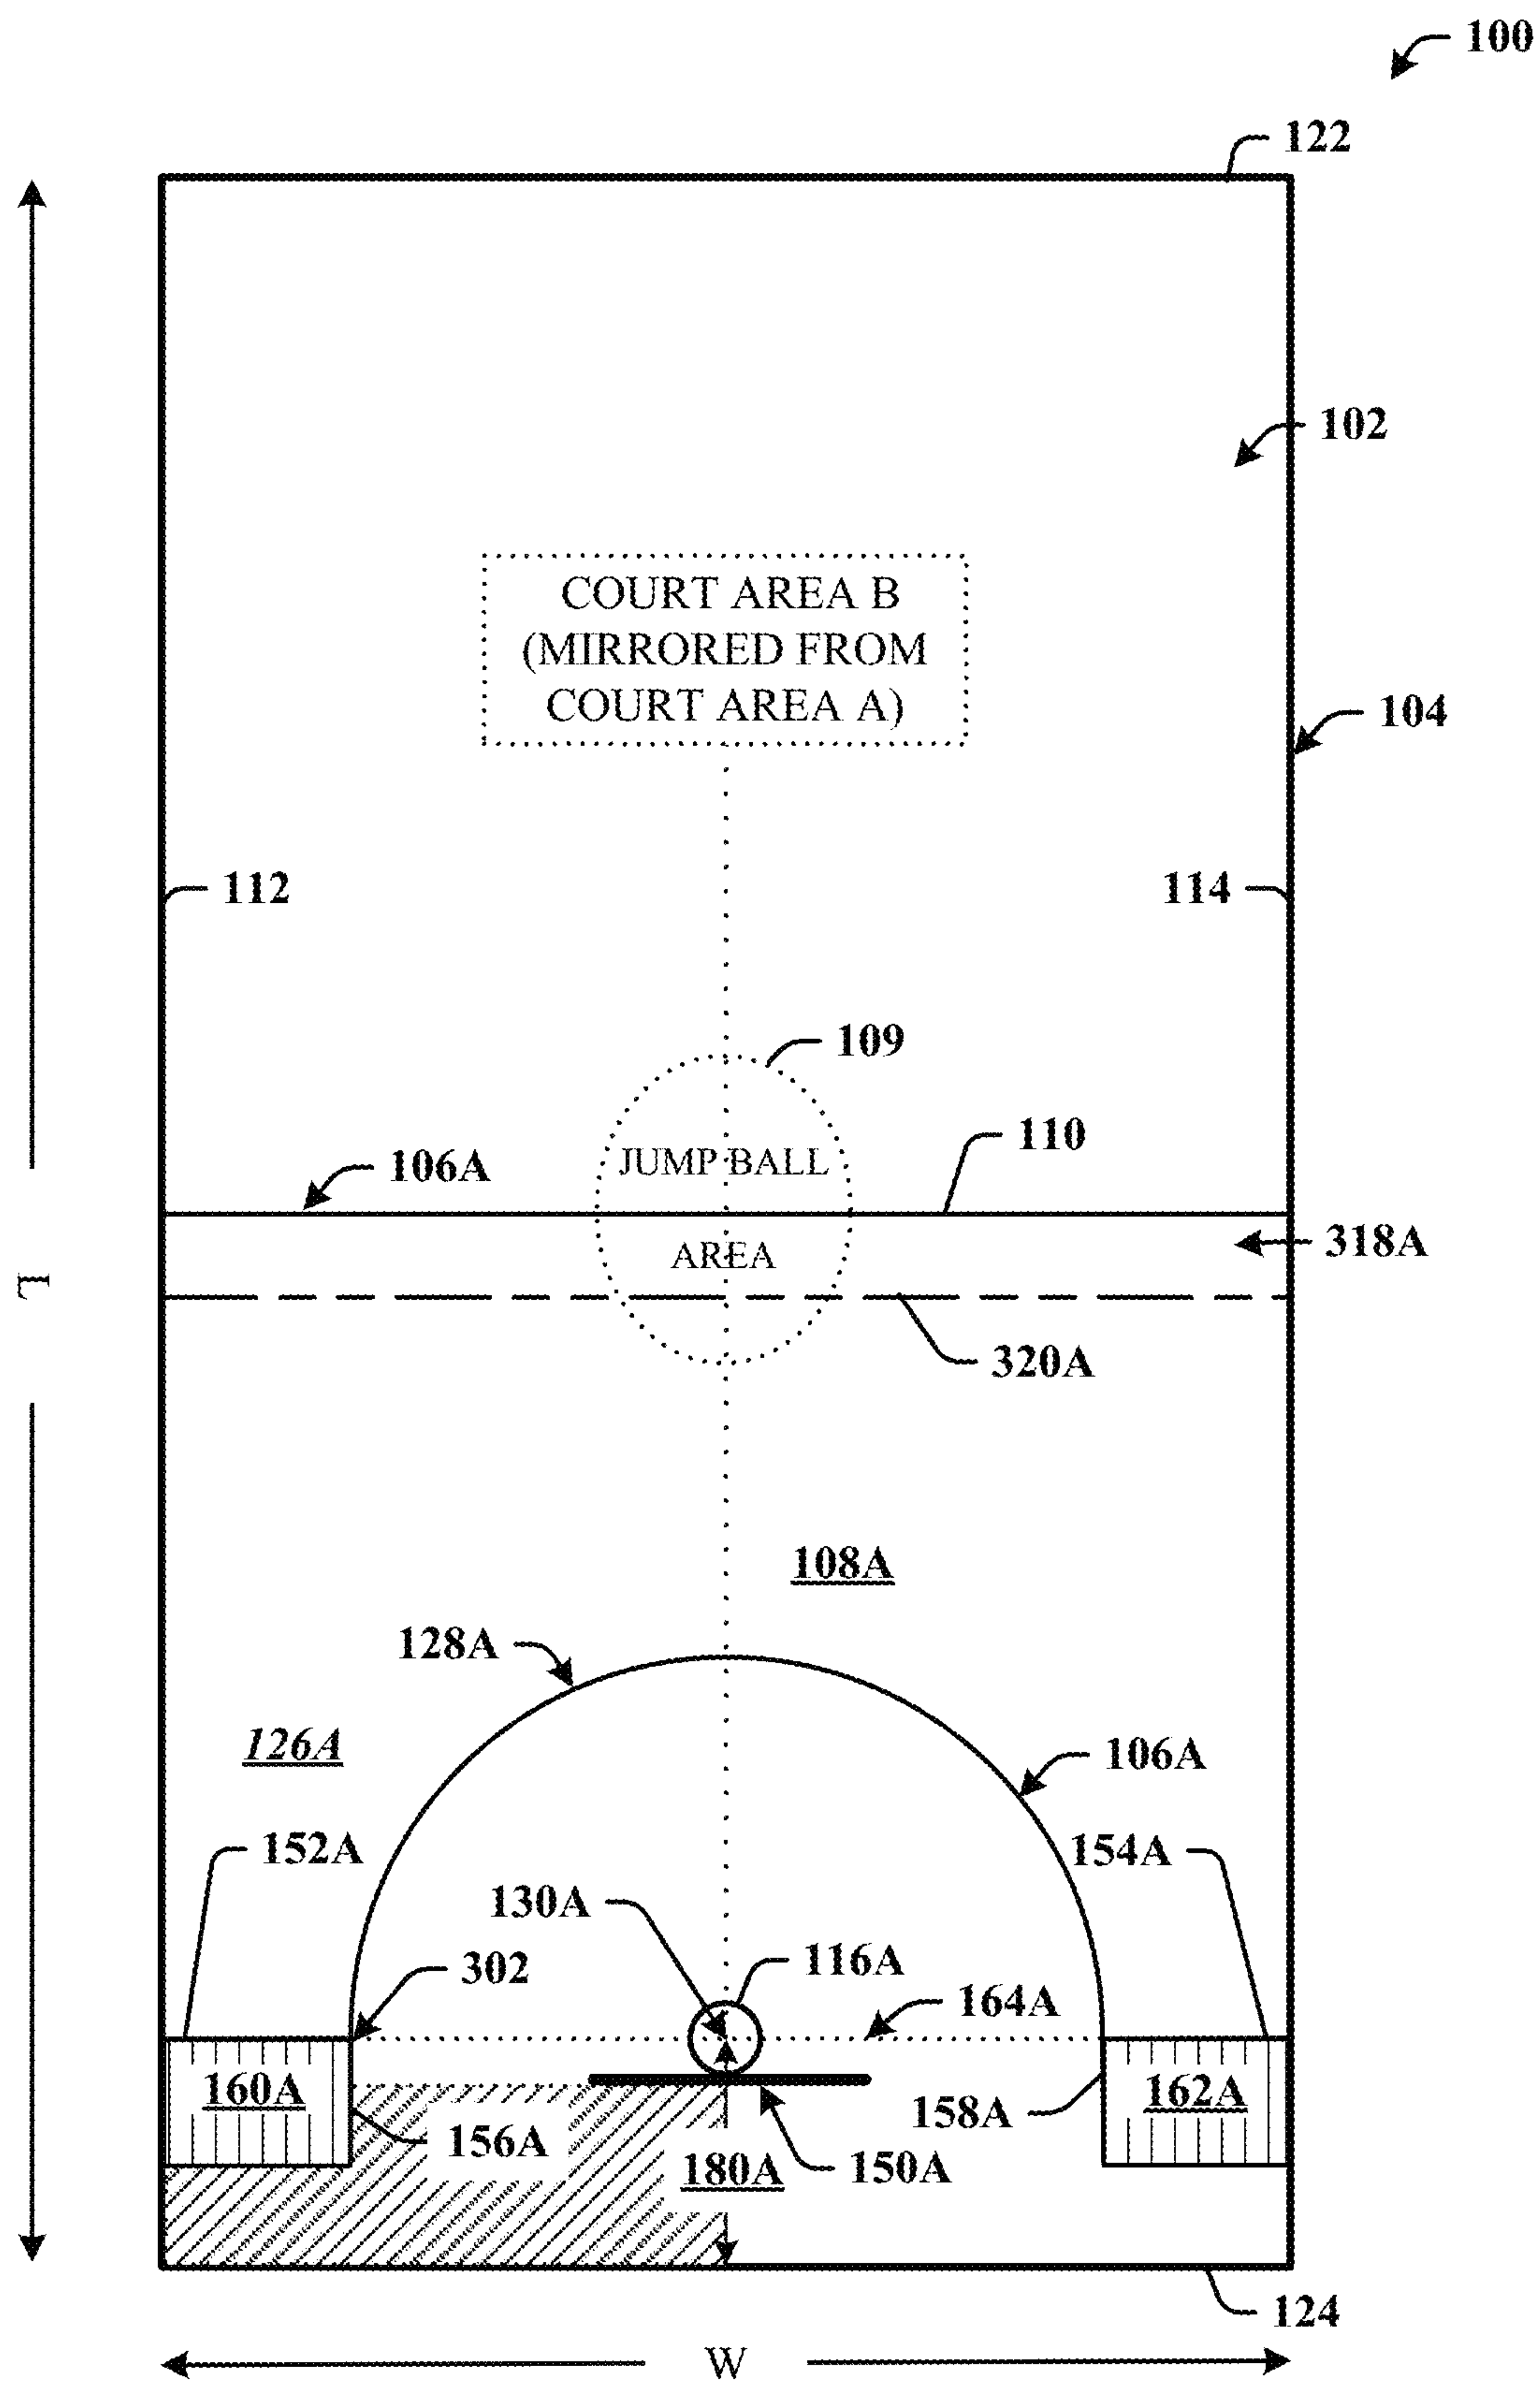 100
122
102
COURT AREA B
(MIRRORED FROM
COURT AREA A)
104
112
114
109
JUMP BALL
110
106A
318A
AREA
L
320A
108A
128A
126A
106A
152A
154A
130A
116A
302
164A
160A
162A
158A
156A
180A
150A
124
W